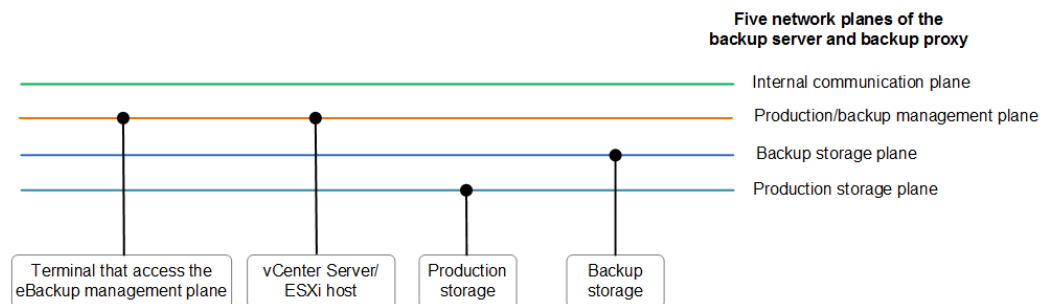 Five network planes of the
backup server and backup proxy
Internal communication plane
Production/backup management plane
Backup storage plane
Production storage plane
Terminal that access the
eBackup management plane
vCenter Server/
ESXi host
Production
storage
Backup
storage